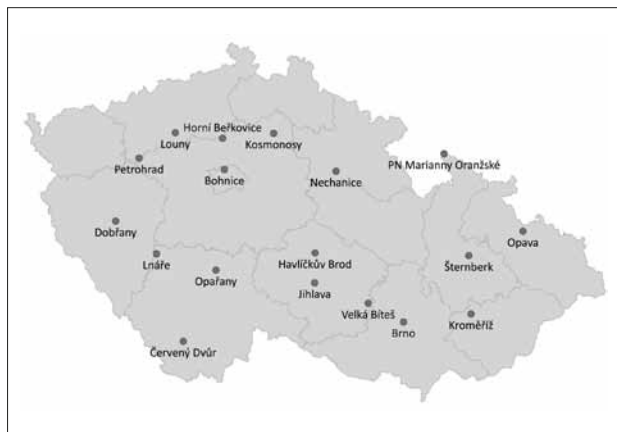 Horní Beřkovice
Louny
Kosmonosy
PN Marianny Oranžské
Petrohrad
Bohnice
Nechanice
Dobřany
Opava
Lnáře
Havlíčkův Brod
Šternberk
Opařany
Jihlava
Velká Bíteš
Kroměříž
Brno
Červený Dvůr